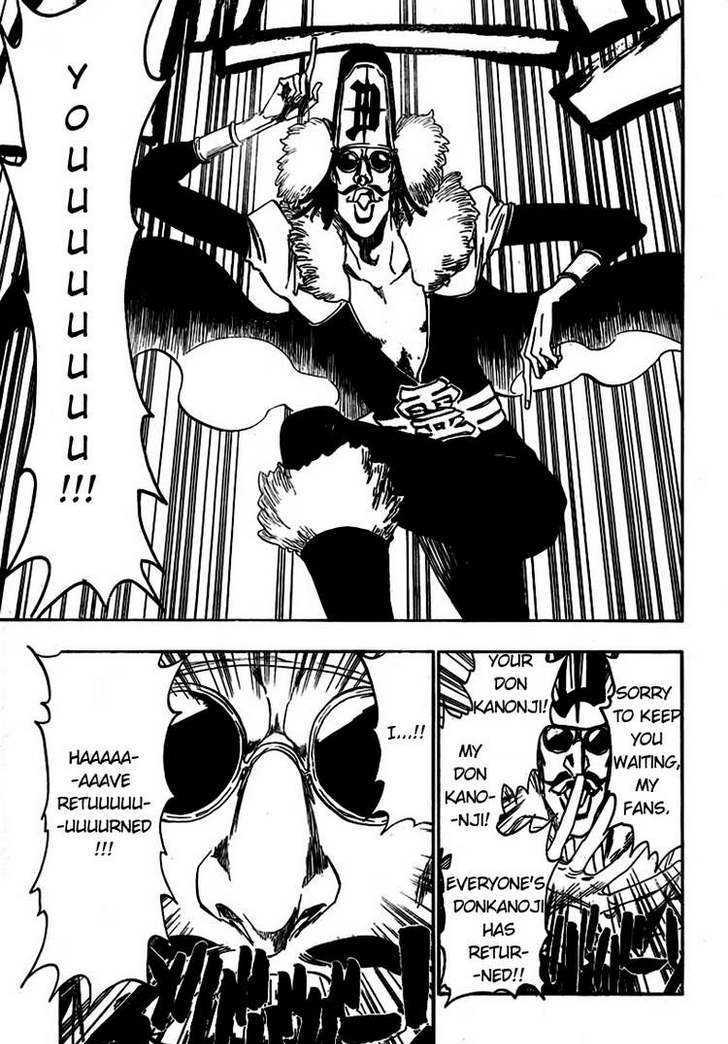 YOUUUUUUUU!!!
SORRY
TO KEEP
YOU
WAITING,
MY
FANS.
YOUR
DON
KANONJI!
MY
DON
KANO-
-NJI!
EVERYONE'S
DONKANOJI
HAS
RETUR-
-NED!!
I...!!
HAAAAA-
-AAAVE
RETUUUUU-
-UUUURNED
!!!